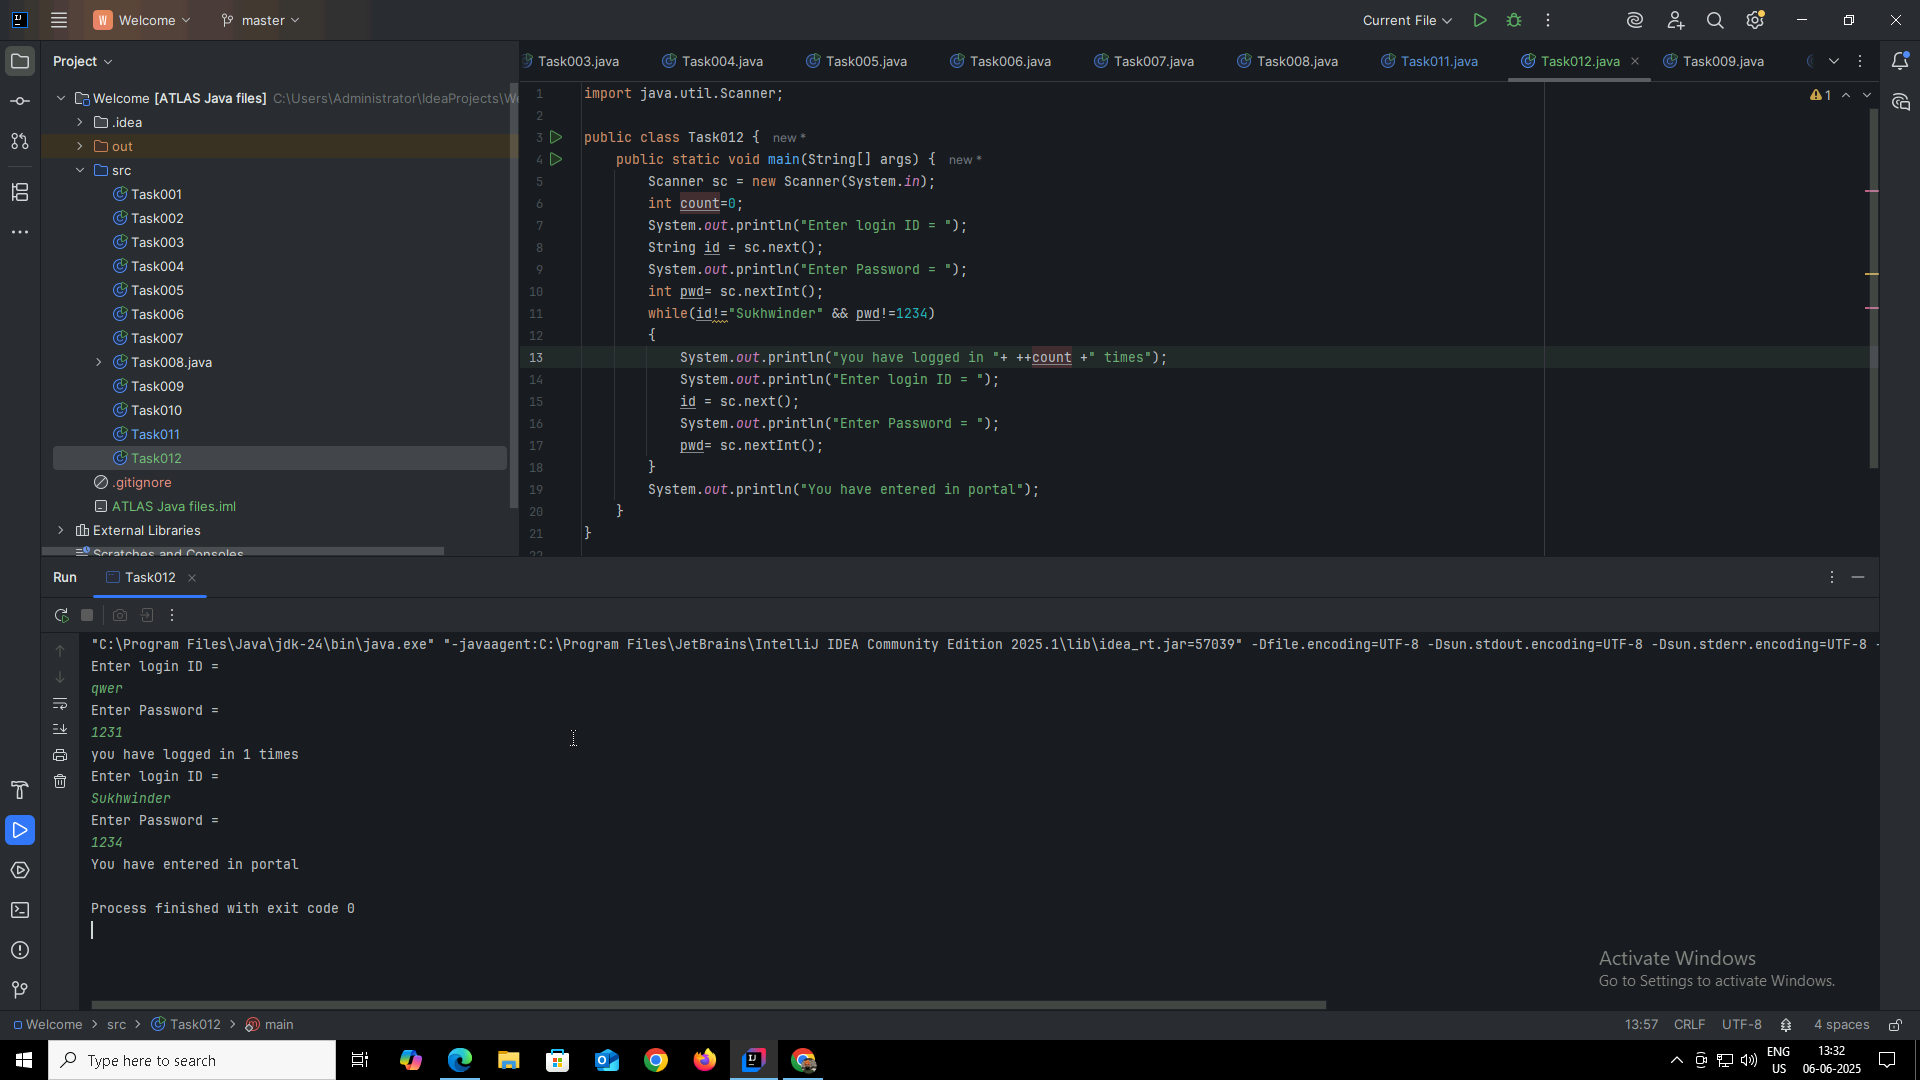 W Welcome master Current File
Project
Task003.java Task004.java Task005.java Task006.java Task007.java Task008.java Task011.java Task012.java Task009.java
Welcome [ATLAS Java files] C:\Users\Administrator\IdeaProjects\We
.idea
out
src
Task001
Task002
Task003
Task004
Task005
Task006
Task007
Task008.java
Task009
Task010
Task011
Task012
.gitignore
ATLAS Java files.iml
External Libraries
Scratches and Consoles
1
1 import java.util.Scanner;
2
3 public class Task012 { new *
4 public static void main(String[] args) { new *
5 Scanner sc = new Scanner(System.in);
6 int count=0;
7 System.out.println("Enter login ID = ");
8 String id = sc.next();
9 System.out.println("Enter Password = ");
10 int pwd= sc.nextInt();
11 while(id!="Sukhwinder" && pwd!=1234)
12 {
13 System.out.println("you have logged in "+ ++count +" times");
14 System.out.println("Enter login ID = ");
15 id = sc.next();
16 System.out.println("Enter Password = ");
17 pwd= sc.nextInt();
18 }
19 System.out.println("You have entered in portal");
20 }
21 }
22
Run Task012
"C:\Program Files\Java\jdk-24\bin\java.exe" "-javaagent:C:\Program Files\JetBrains\IntelliJ IDEA Community Edition 2025.1\lib\idea_rt.jar=57039" -Dfile.encoding=UTF-8 -Dsun.stdout.encoding=UTF-8 -Dsun.stderr.encoding=UTF-8 -
Enter login ID =
qwer
Enter Password =
1231
you have logged in 1 times
Enter login ID =
Sukhwinder
Enter Password =
1234
You have entered in portal
Process finished with exit code 0
Activate Windows
Go to Settings to activate Windows.
Welcome > src > Task012 > main 13:57 CRLF UTF-8 4 spaces
Type here to search
ENG
US
13:32
06-06-2025